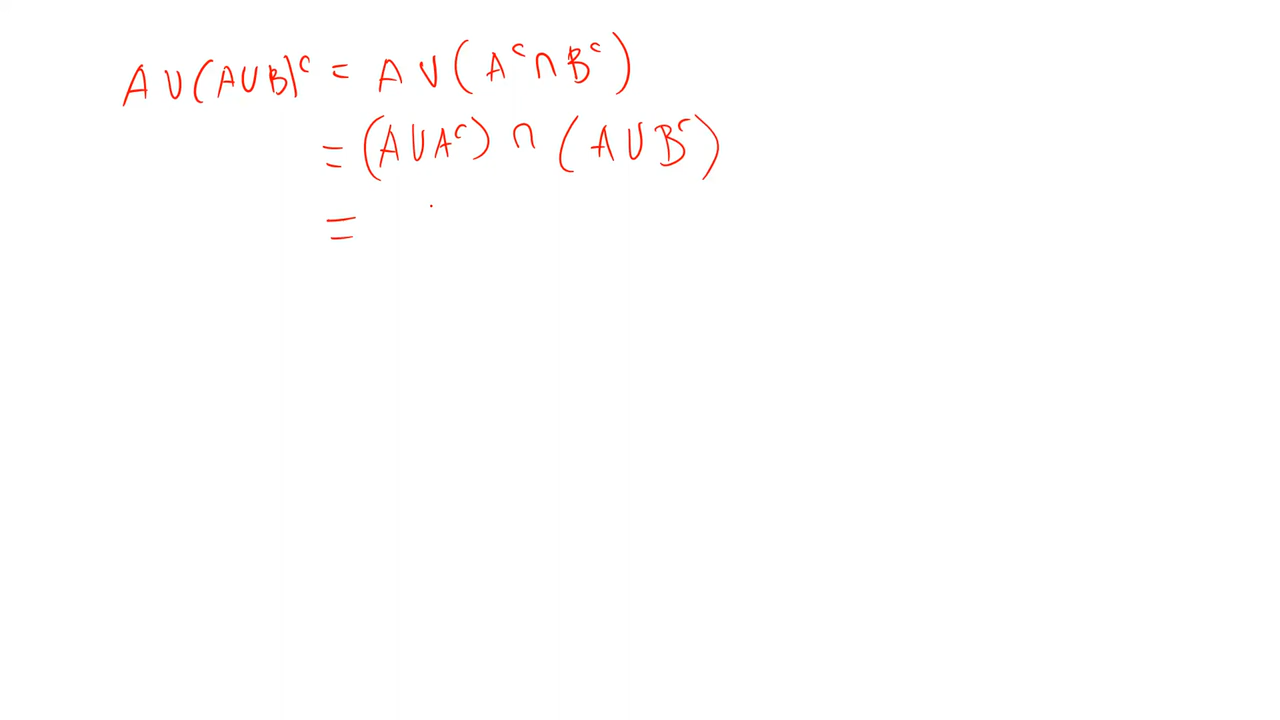 A ∪ (A ∪ B)ᶜ = A ∪ (Aᶜ ∩ Bᶜ)
= (A ∪ Aᶜ) ∩ (A ∪ Bᶜ)
=